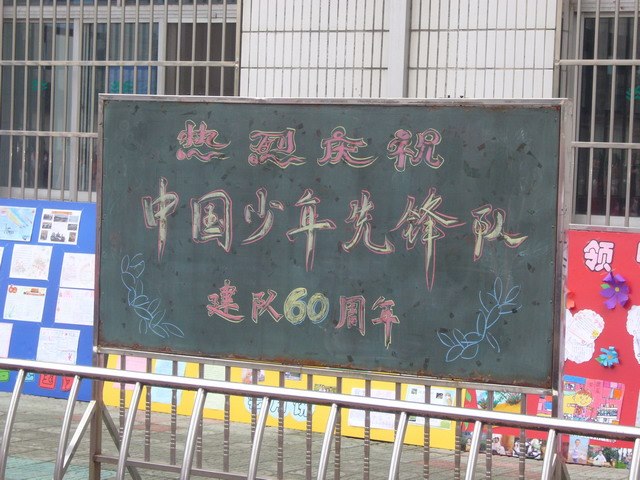 热烈庆祝
中国少年先锋队
建队60周年
领